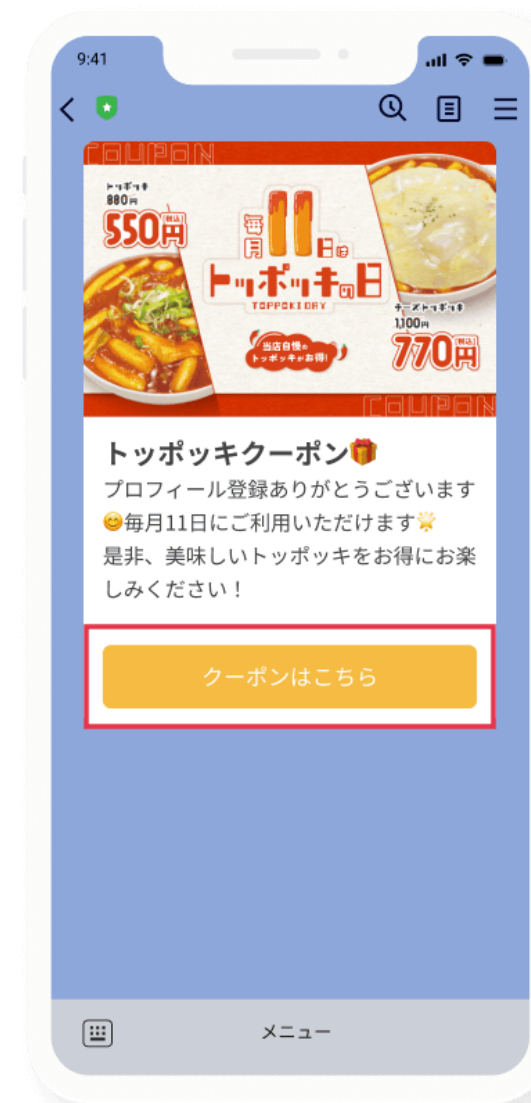 9:41
COUPON
トッポッキ
880円
550円(税込)
毎月11日は
トッポッキの日
TOPPOKI DAY
当店自慢の
トッポッキがお得!
チーズトッポッキ
1,100円
770円(税込)
COUPON
トッポッキクーポン🎁
プロフィール登録ありがとうございます
😊毎月11日にご利用いただけます🌟
是非、美味しいトッポッキをお得にお楽
しみください!
クーポンはこちら
メニュー